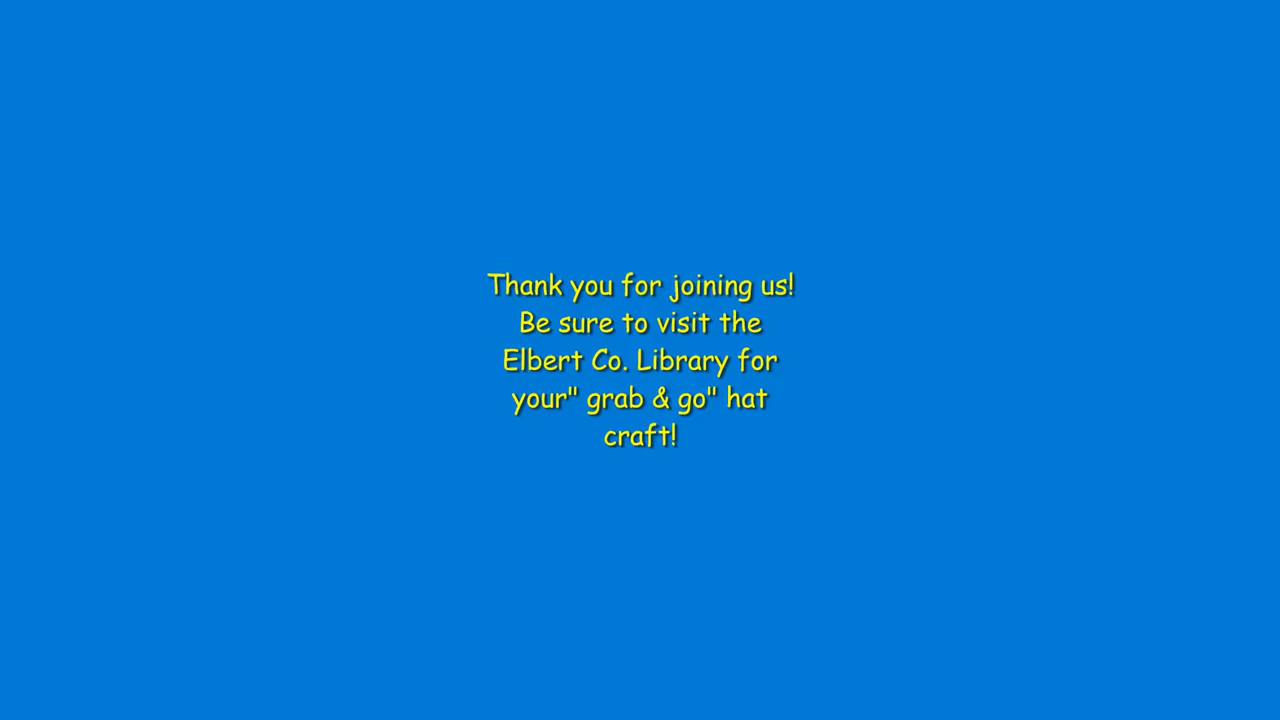 Thank you for joining us!
Be sure to visit the
Elbert Co. Library for
your" grab & go" hat
craft!